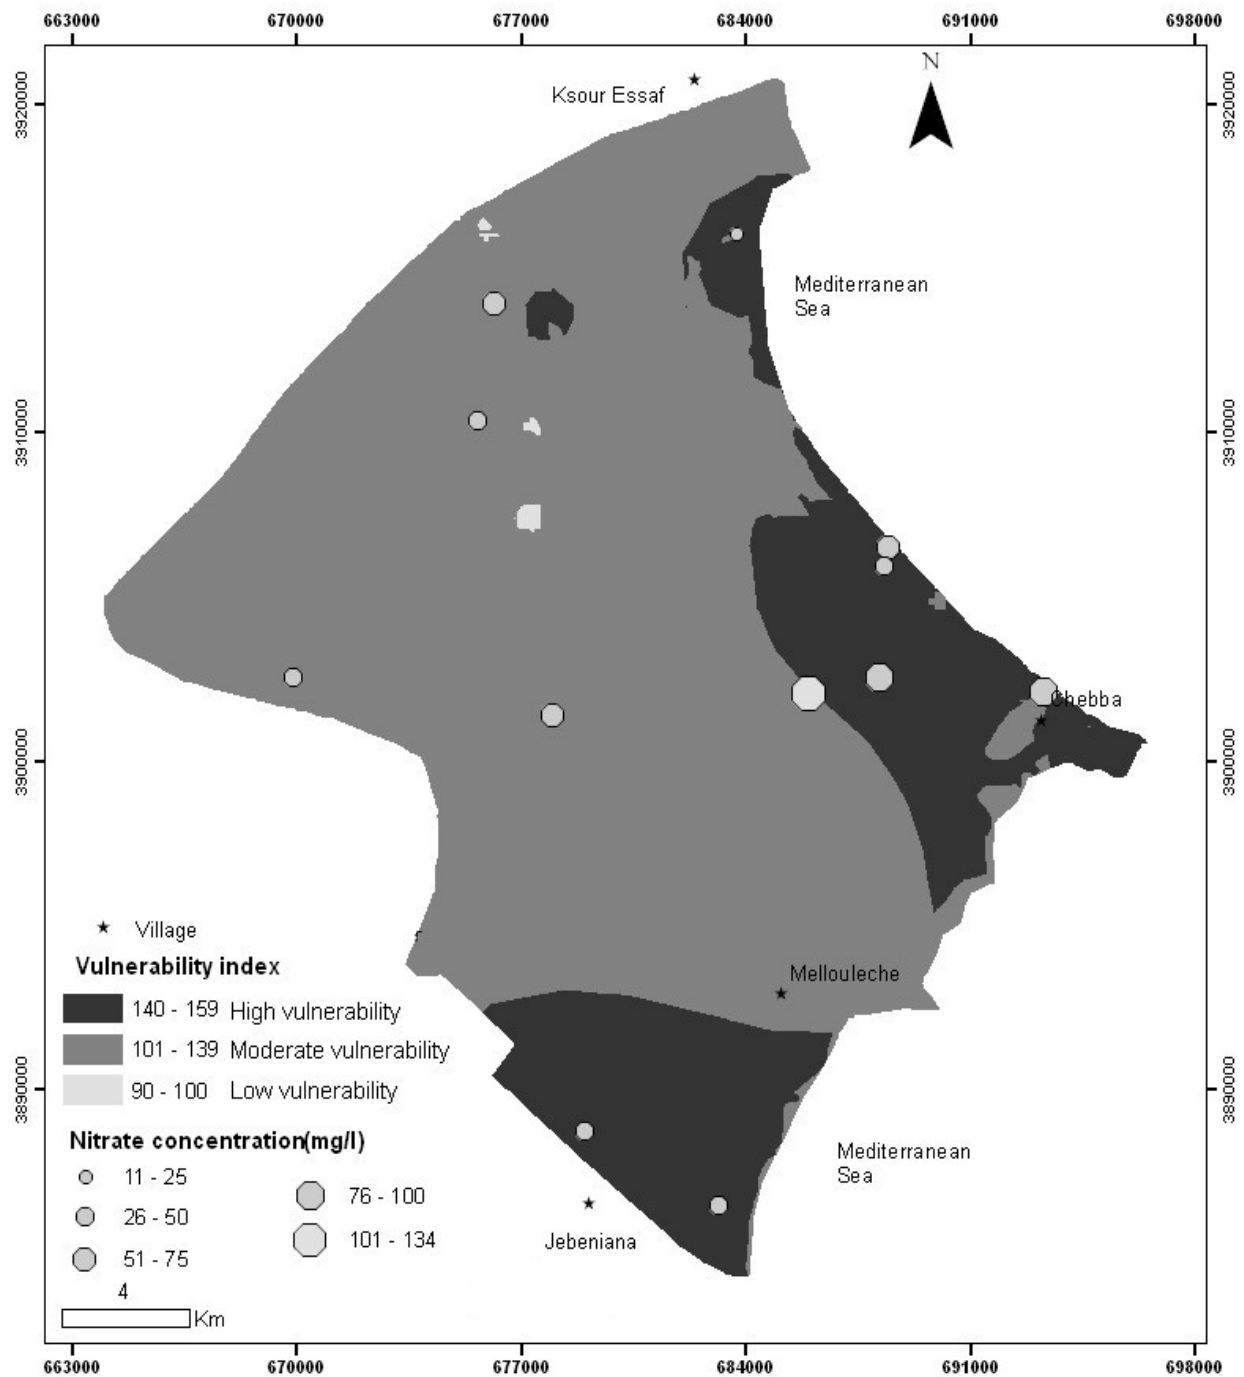 663000 670000 677000 684000 691000 698000
N
Ksour Essaf
3920000 3920000
Mediterranean
Sea
3910000 3910000
Chebba
3900000 3900000
Village
Mellouleche
Vulnerability index
140 - 159 High vulnerability
101 - 139 Moderate vulnerability
90 - 100 Low vulnerability
3890000 3890000
Nitrate concentration(mg/l)
11 - 25
26 - 50
51 - 75
76 - 100
101 - 134
Mediterranean
Sea
Jebeniana
4
Km
663000 670000 677000 684000 691000 698000